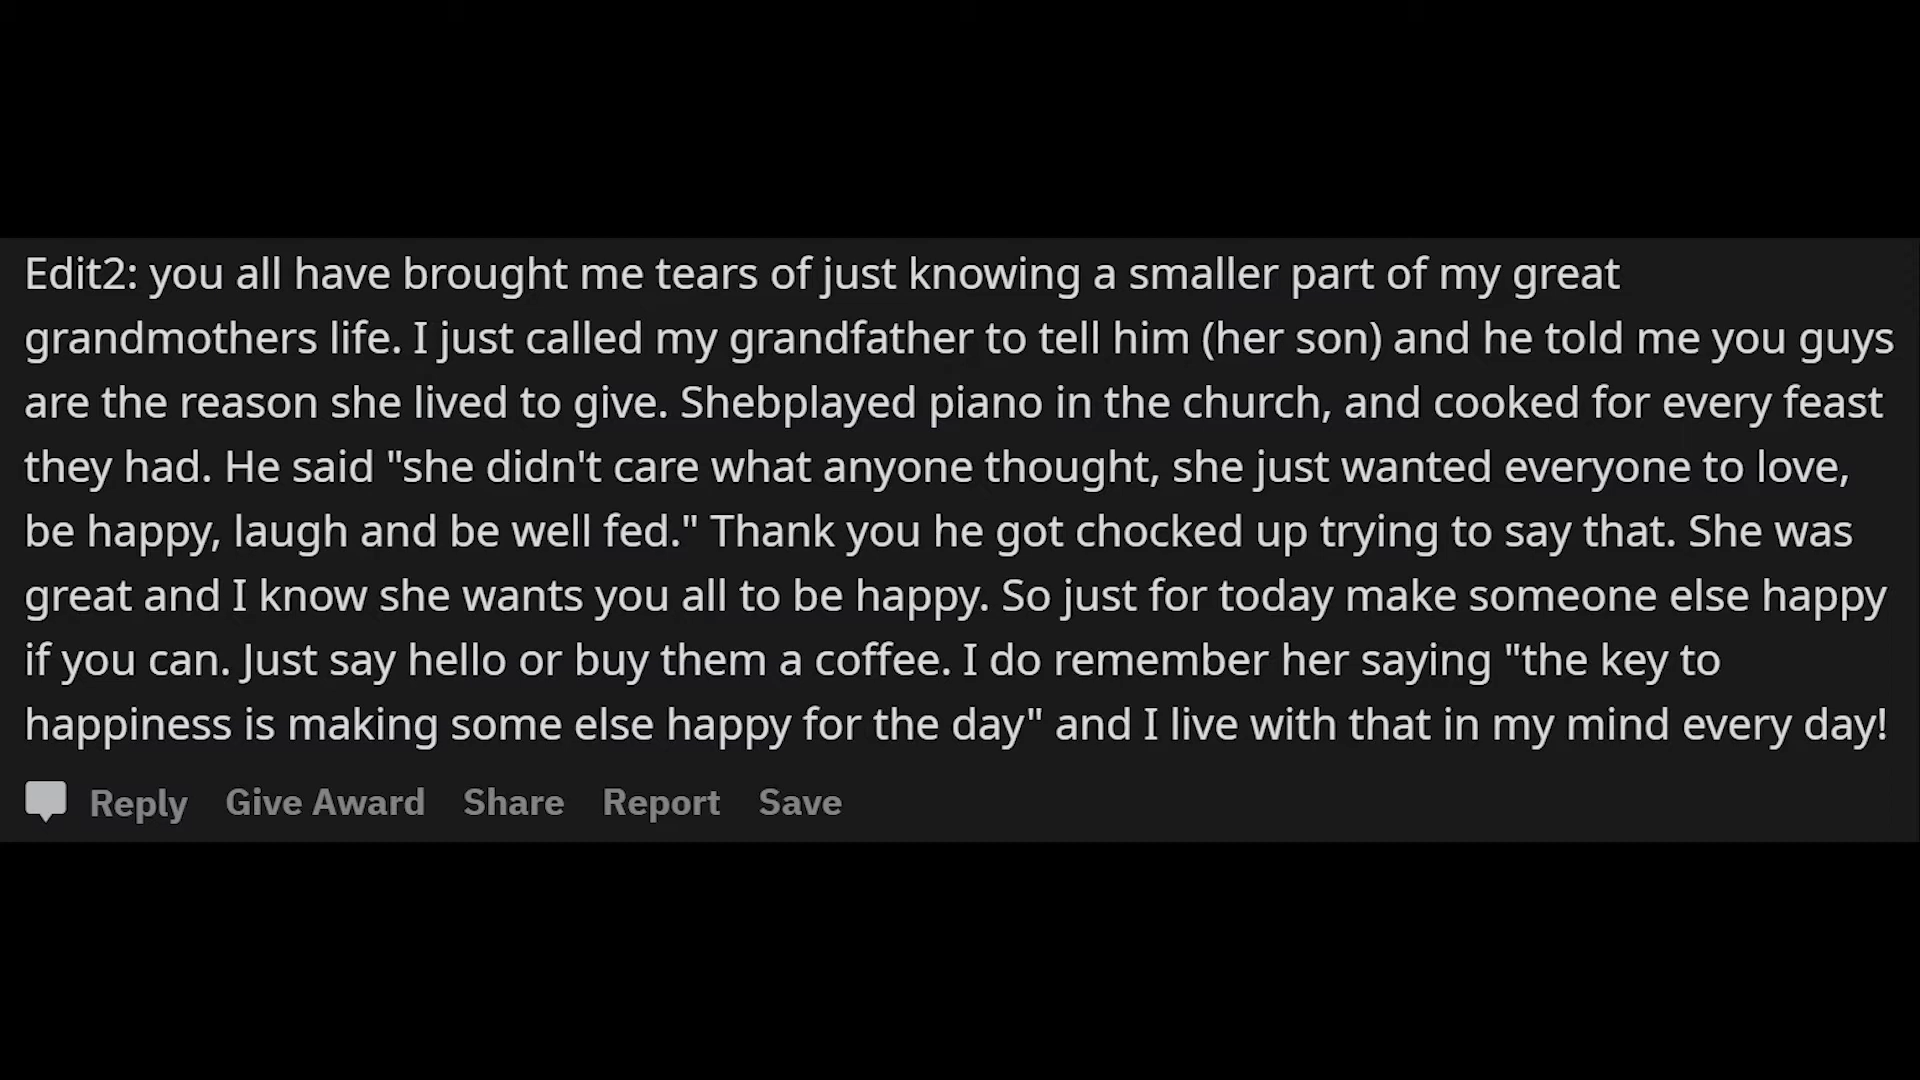 Edit2: you all have brought me tears of just knowing a smaller part of my great
grandmothers life. I just called my grandfather to tell him (her son) and he told me you guys
are the reason she lived to give. Shebplayed piano in the church, and cooked for every feast
they had. He said "she didn't care what anyone thought, she just wanted everyone to love,
be happy, laugh and be well fed." Thank you he got chocked up trying to say that. She was
great and I know she wants you all to be happy. So just for today make someone else happy
if you can. Just say hello or buy them a coffee. I do remember her saying "the key to
happiness is making some else happy for the day" and I live with that in my mind every day!
Reply Give Award Share Report Save